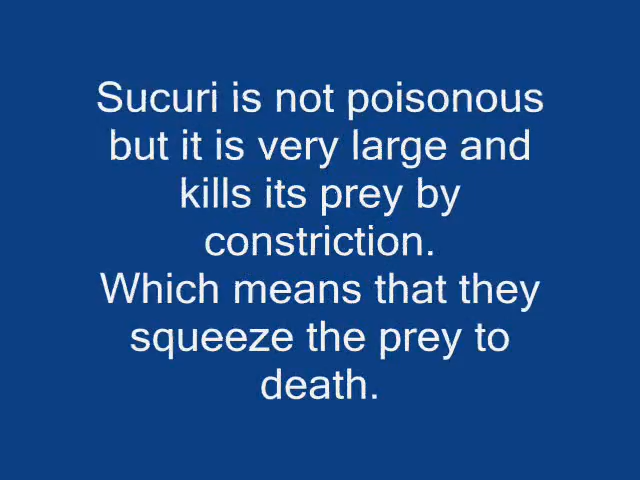 Sucuri is not poisonous
but it is very large and
kills its prey by
constriction.
Which means that they
squeeze the prey to
death.